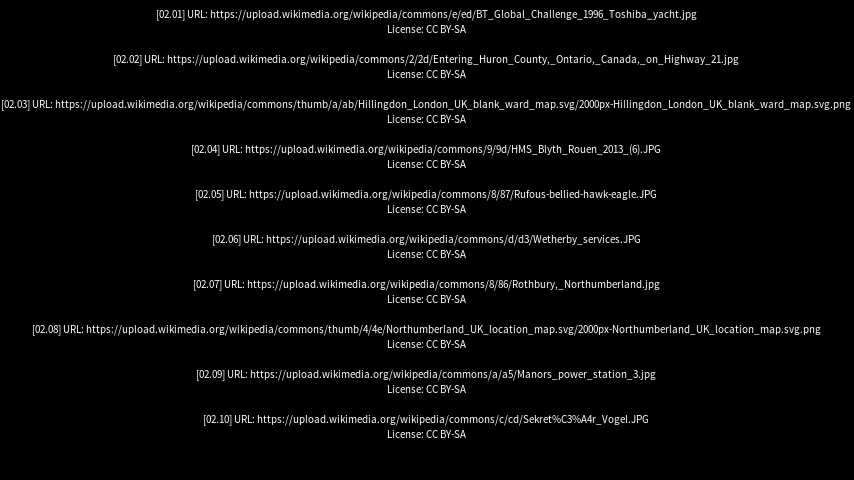 [02.01] URL: https://upload.wikimedia.org/wikipedia/commons/e/ed/BT_Global_Challenge_1996_Toshiba_yacht.jpg
License: CC BY-SA
[02.02] URL: https://upload.wikimedia.org/wikipedia/commons/2/2d/Entering_Huron_County,_Ontario,_Canada,_on_Highway_21.jpg
License: CC BY-SA
[02.03] URL: https://upload.wikimedia.org/wikipedia/commons/thumb/a/ab/Hillingdon_London_UK_blank_ward_map.svg/2000px-Hillingdon_London_UK_blank_ward_map.svg.png
License: CC BY-SA
[02.04] URL: https://upload.wikimedia.org/wikipedia/commons/9/9d/HMS_Blyth_Rouen_2013_(6).JPG
License: CC BY-SA
[02.05] URL: https://upload.wikimedia.org/wikipedia/commons/8/87/Rufous-bellied-hawk-eagle.JPG
License: CC BY-SA
[02.06] URL: https://upload.wikimedia.org/wikipedia/commons/d/d3/Wetherby_services.JPG
License: CC BY-SA
[02.07] URL: https://upload.wikimedia.org/wikipedia/commons/8/86/Rothbury,_Northumberland.jpg
License: CC BY-SA
[02.08] URL: https://upload.wikimedia.org/wikipedia/commons/thumb/4/4e/Northumberland_UK_location_map.svg/2000px-Northumberland_UK_location_map.svg.png
License: CC BY-SA
[02.09] URL: https://upload.wikimedia.org/wikipedia/commons/a/a5/Manors_power_station_3.jpg
License: CC BY-SA
[02.10] URL: https://upload.wikimedia.org/wikipedia/commons/c/cd/Sekret%C3%A4r_Vogel.JPG
License: CC BY-SA